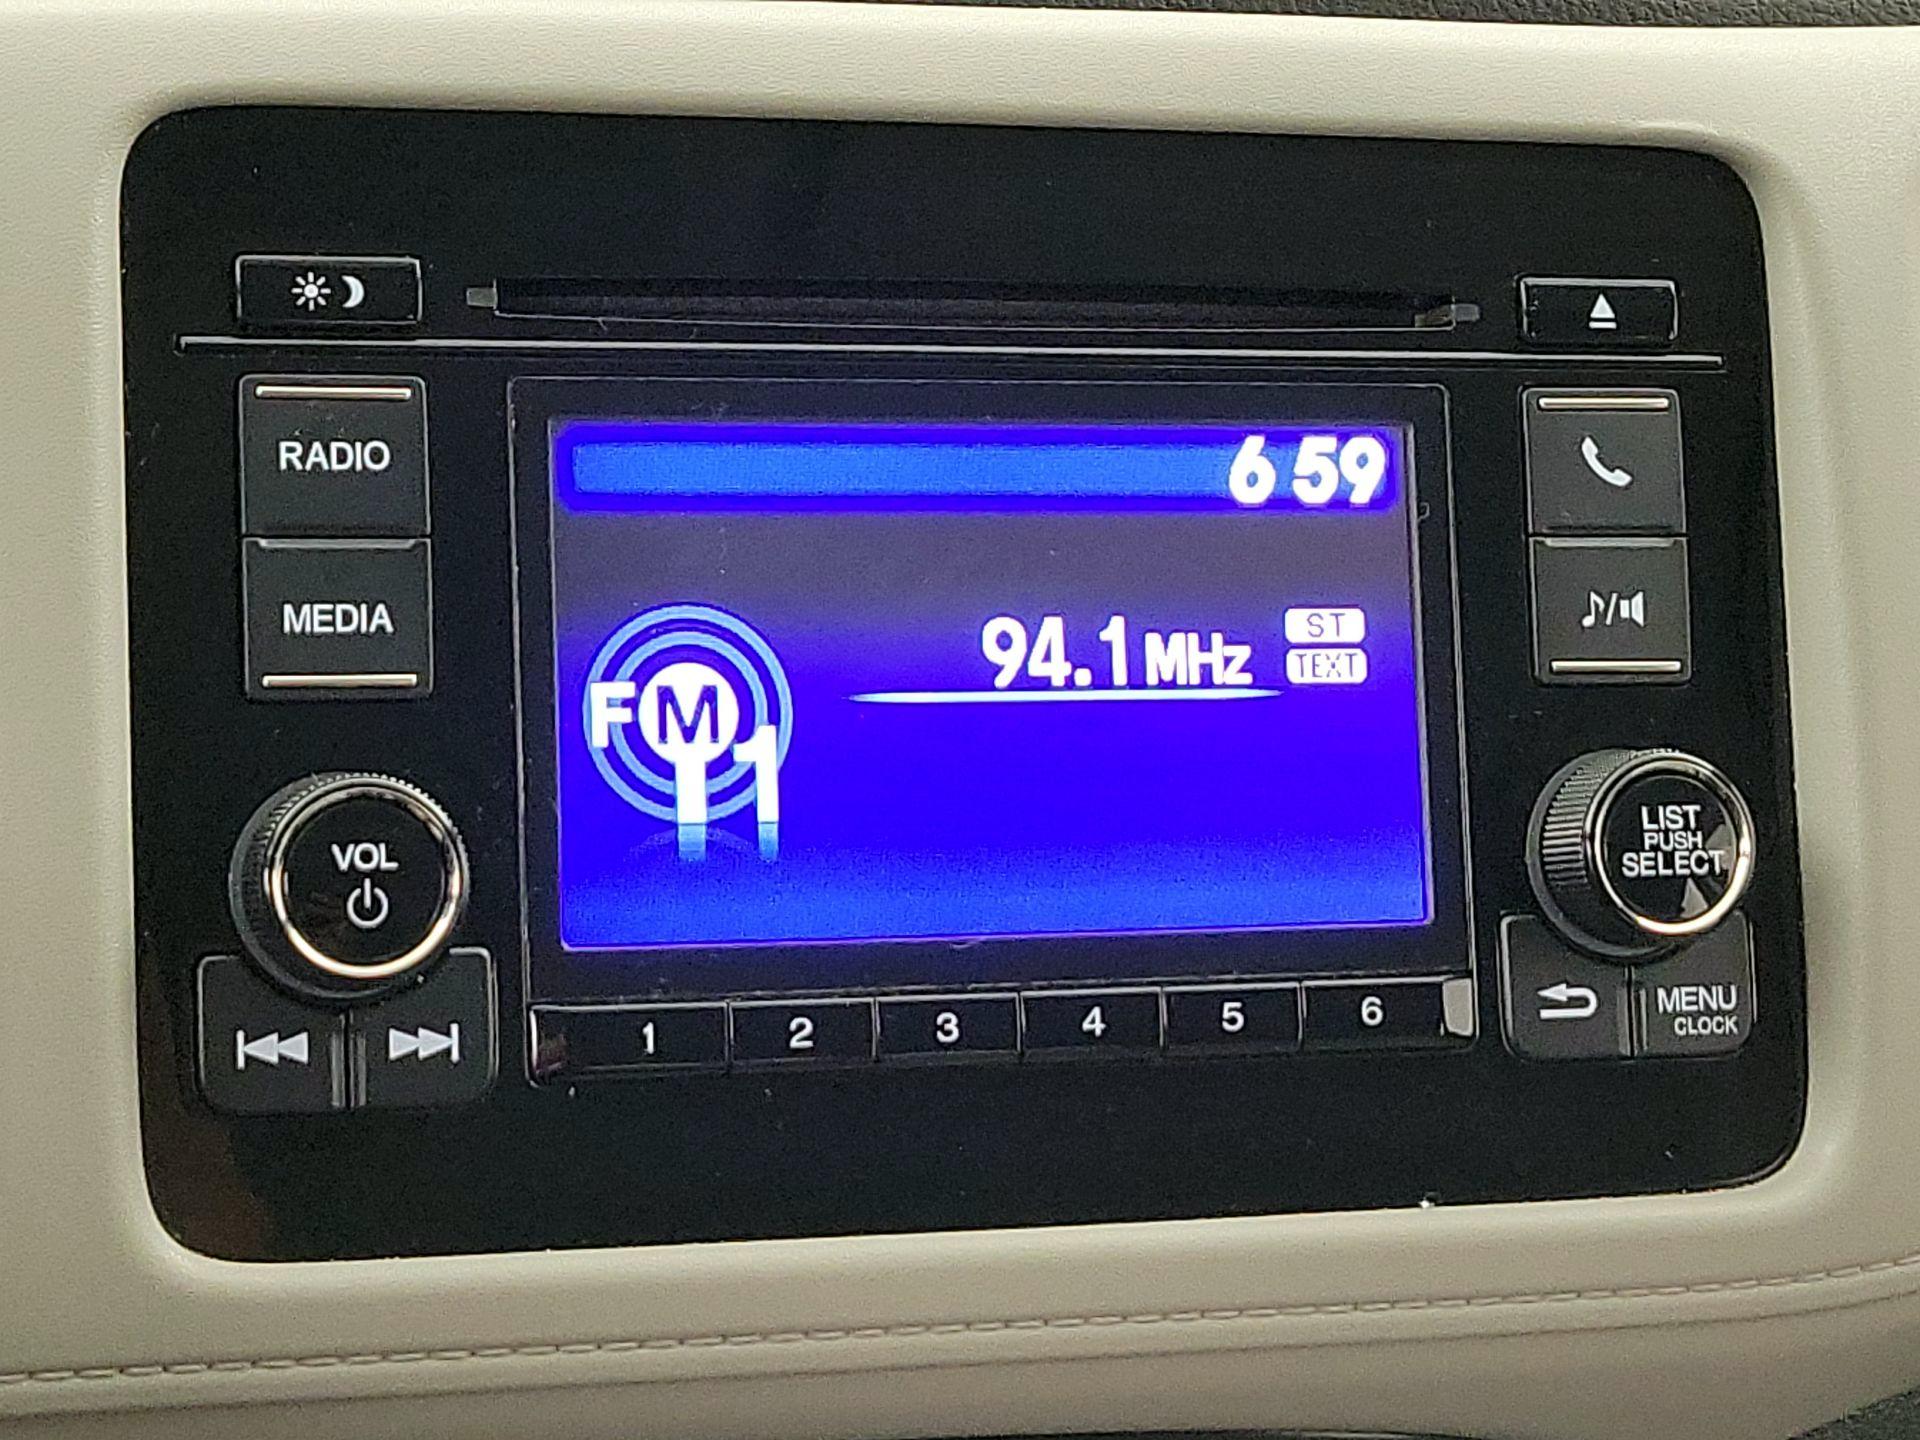 6 59
RADIO
MEDIA
94.1 MHz
ST
TEXT
FM 1
VOL
LIST
PUSH
SELECT
1 2 3 4 5 6
MENU
CLOCK